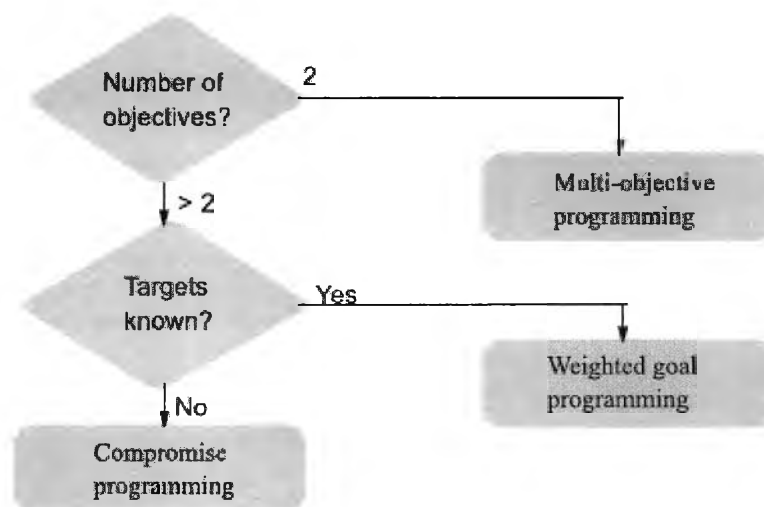 Number of
objectives?
2
Multi-objective
programming
> 2
Targets
known?
Yes
Weighted goal
programming
No
Compromise
programming